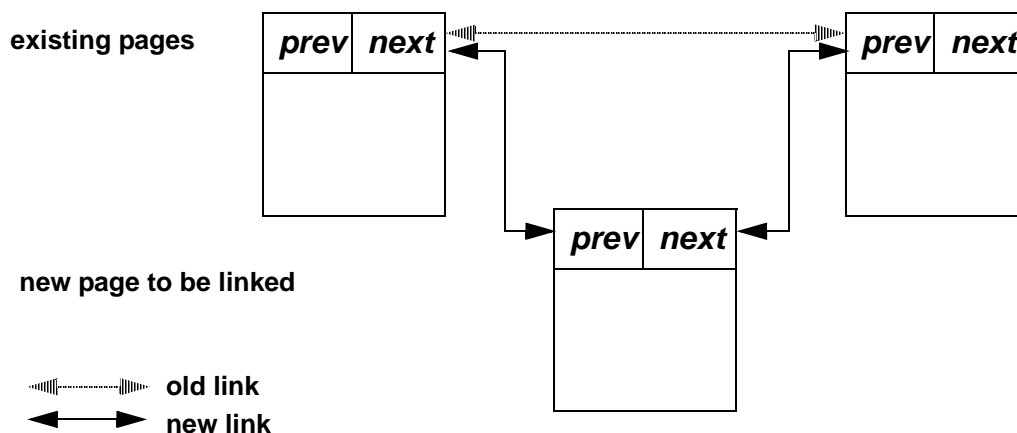 existing pages
prev next
prev next
prev next
new page to be linked
old link
new link